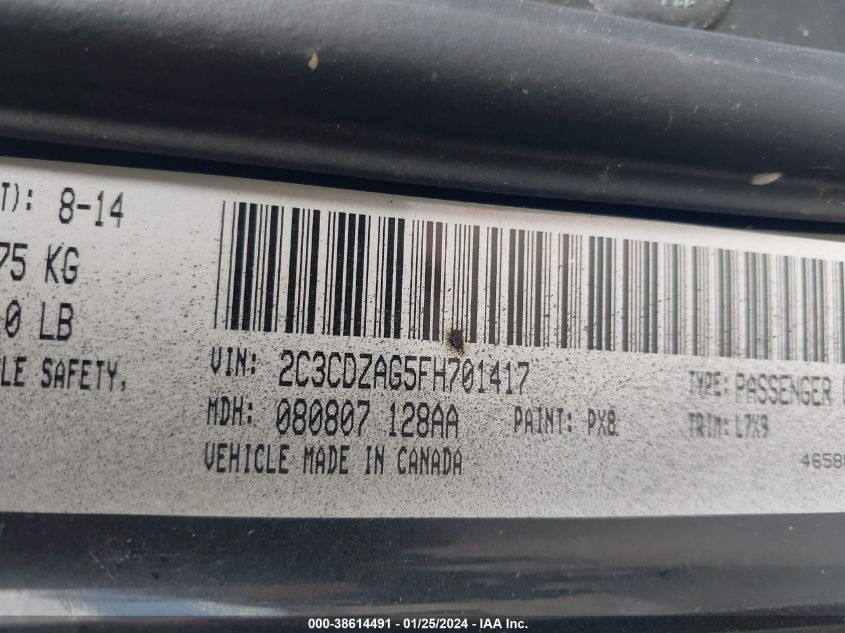 T): 8-14
75 KG
0 LB
LE SAFETY,
VIN: 2C3CDZAG5FH701417
MDH: 080807 128AA
PAINT: PX8
VEHICLE MADE IN CANADA
TYPE: PASSENGER
TRIM: L7X9
4658
000-38614491 - 01/25/2024 - IAA Inc.